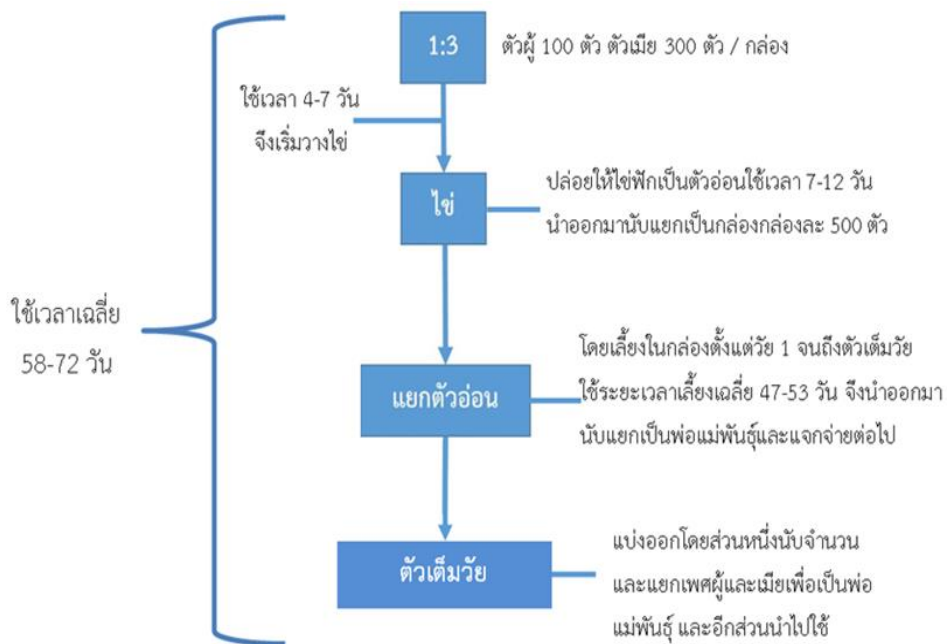 1:3
ตัวผู้ 100 ตัว ตัวเมีย 300 ตัว / กล่อง
ใช้เวลา 4-7 วัน
จึงเริ่มวางไข่
ไข่
ปล่อยให้ไข่ฟักเป็นตัวอ่อนใช้เวลา 7-12 วัน
นำออกมานับแยกเป็นกล่องกล่องละ 500 ตัว
ใช้เวลาเฉลี่ย
58-72 วัน
แยกตัวอ่อน
โดยเลี้ยงในกล่องตั้งแต่วัย 1 จนถึงตัวเต็มวัย
ใช้ระยะเวลาเลี้ยงเฉลี่ย 47-53 วัน จึงนำออกมา
นับแยกเป็นพ่อแม่พันธุ์และแจกจ่ายต่อไป
ตัวเต็มวัย
แบ่งออกโดยส่วนหนึ่งนับจำนวน
และแยกเพศผู้และเมียเพื่อเป็นพ่อ
แม่พันธุ์ และอีกส่วนนำไปใช้